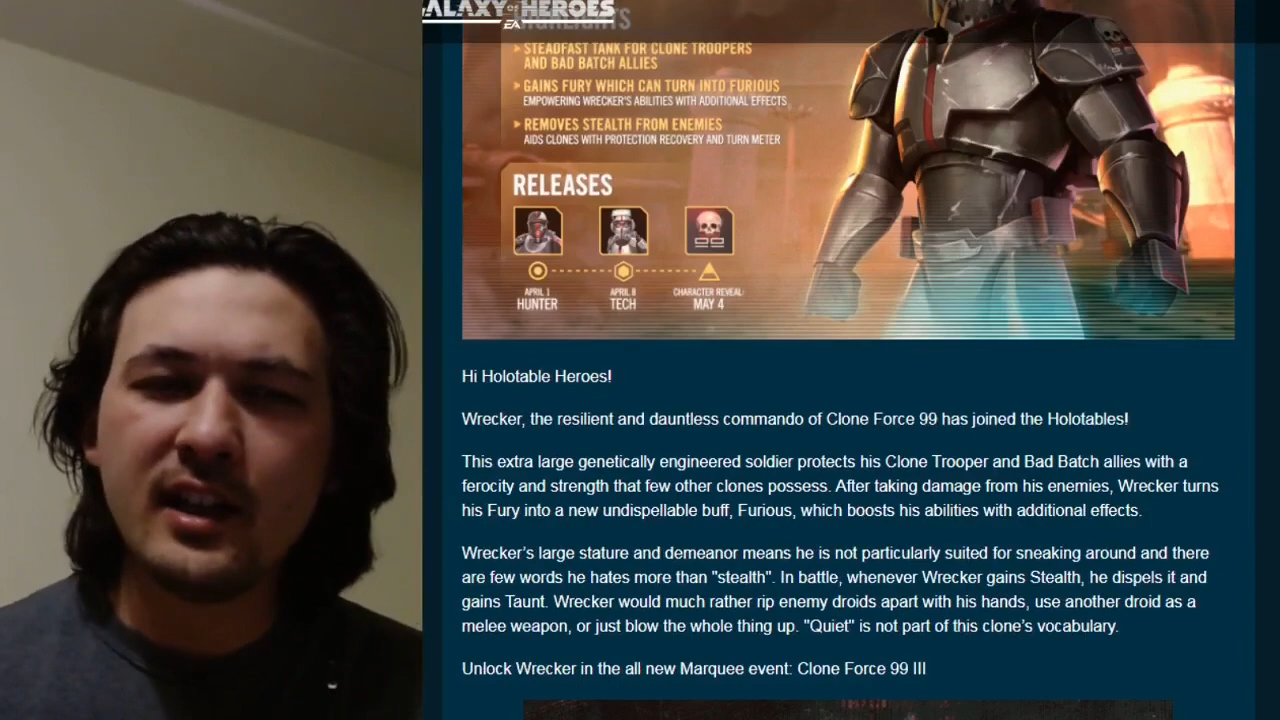 GALAXY OF HEROES
EA
HIGHLIGHTS
▸ STEADFAST TANK FOR CLONE TROOPERS
AND BAD BATCH ALLIES
▸ GAINS FURY WHICH CAN TURN INTO FURIOUS
EMPOWERING WRECKER'S ABILITIES WITH ADDITIONAL EFFECTS
▸ REMOVES STEALTH FROM ENEMIES
AIDS CLONES WITH PROTECTION RECOVERY AND TURN METER
RELEASES
APRIL 1
HUNTER
APRIL 8
TECH
CHARACTER REVEAL:
MAY 4
Hi Holotable Heroes!
Wrecker, the resilient and dauntless commando of Clone Force 99 has joined the Holotables!
This extra large genetically engineered soldier protects his Clone Trooper and Bad Batch allies with a
ferocity and strength that few other clones possess. After taking damage from his enemies, Wrecker turns
his Fury into a new undispellable buff, Furious, which boosts his abilities with additional effects.
Wrecker's large stature and demeanor means he is not particularly suited for sneaking around and there
are few words he hates more than "stealth". In battle, whenever Wrecker gains Stealth, he dispels it and
gains Taunt. Wrecker would much rather rip enemy droids apart with his hands, use another droid as a
melee weapon, or just blow the whole thing up. "Quiet" is not part of this clone's vocabulary.
Unlock Wrecker in the all new Marquee event: Clone Force 99 III